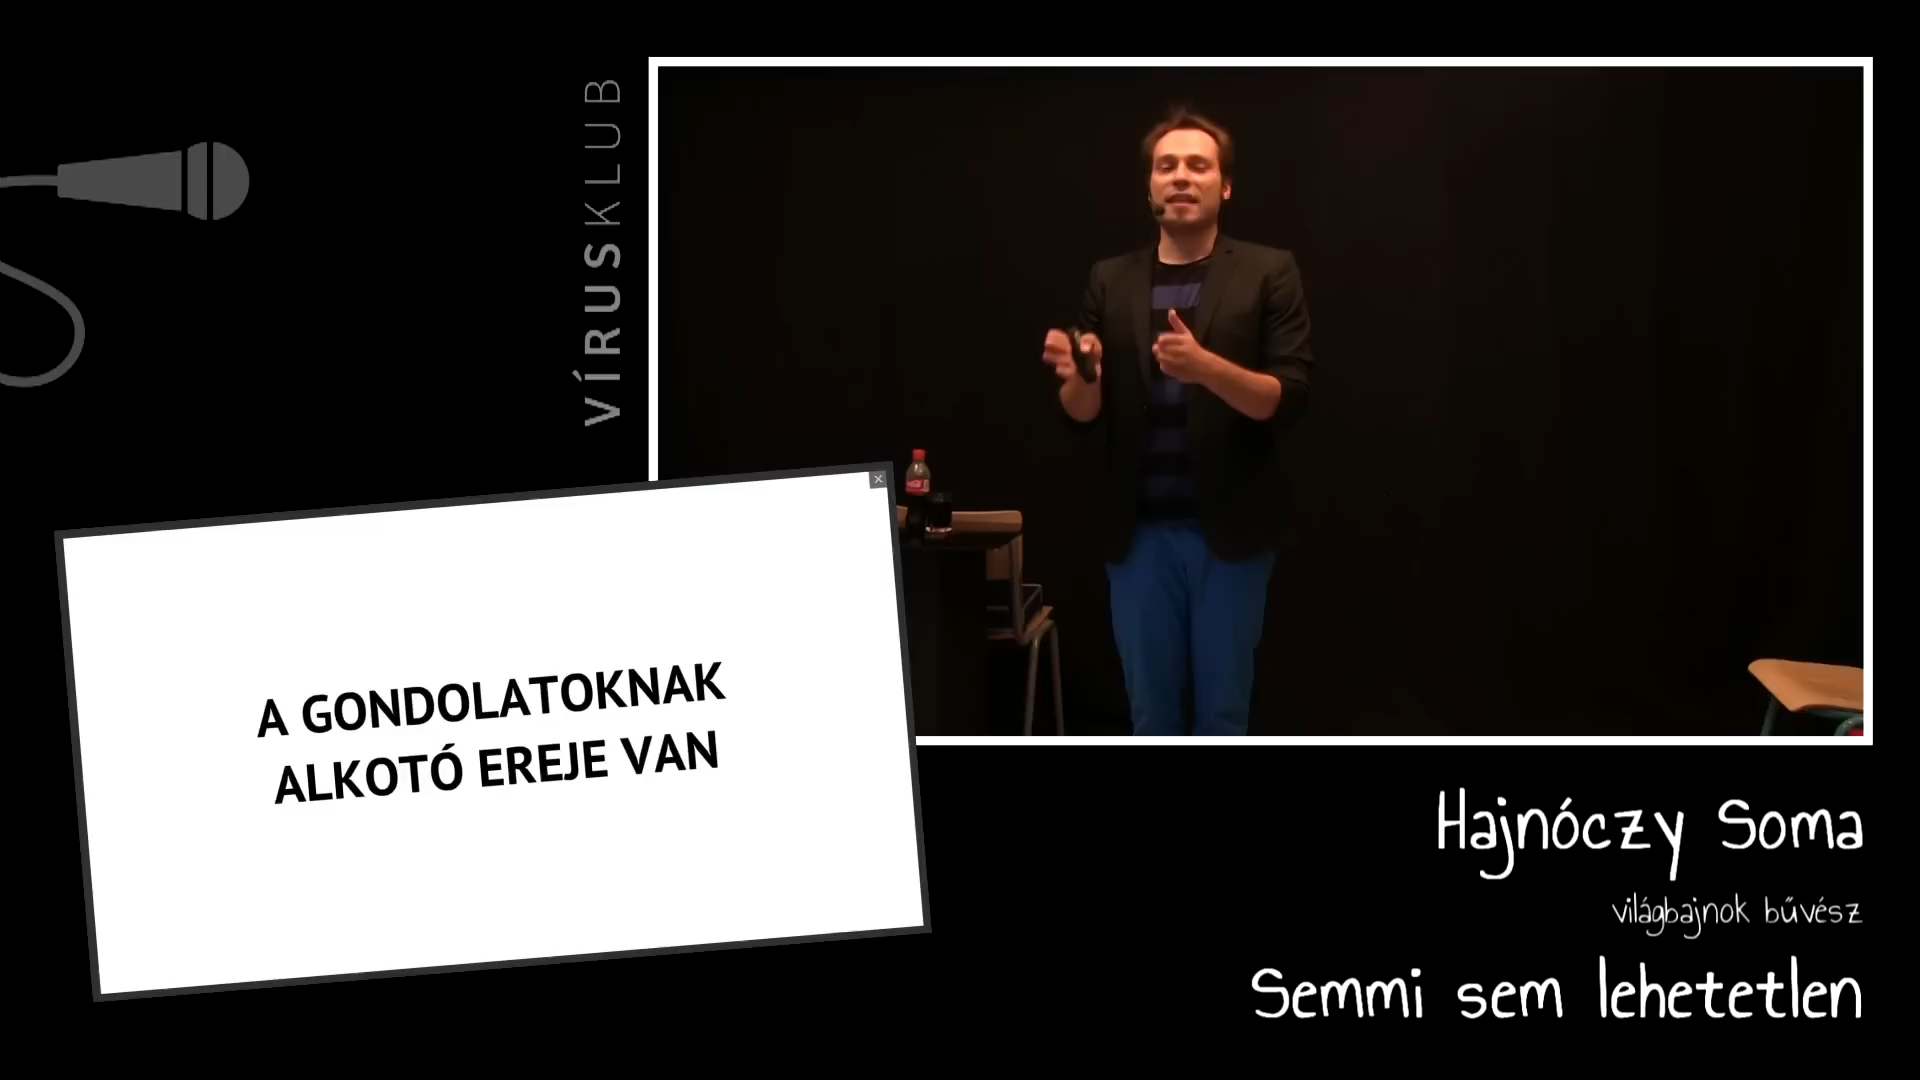 VÍRUSKLUB
A GONDOLATOKNAK
ALKOTÓ EREJE VAN
Hajnóczy Soma
világbajnok bűvész
Semmi sem lehetetlen